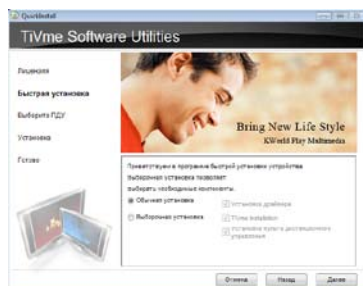 QuickInstall
TiVme Software Utilities
Лицензия
Быстрая установка
Выберите ПДУ
Установка
Готово
Bring New Life Style
KWorld Play Multimedia
Приветствуем в программе быстрой установки устройства
Выборочная установка позволяет
выбрать необходимые компоненты.
Обычная установка
Выборочная установка
Установка драйвера
TiVme Installation
Установка пульта дистанционного
управления
Отмена
Назад
Далее